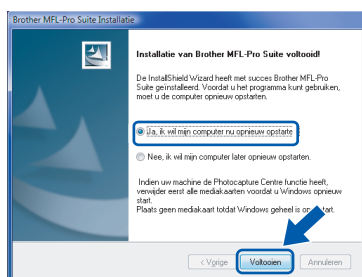 Brother MFL-Pro Suite Installatie
Installatie van Brother MFL-Pro Suite voltooid!
De InstallShield Wizard heeft met succes Brother MFL-Pro
Suite geïnstalleerd. Voordat u het programma kunt gebruiken,
moet u de computer opnieuw opstarten.
Ja, ik wil mijn computer nu opnieuw opstarte
Nee, ik wil mijn computer later opnieuw opstarten.
Indien uw machine de Photocapture Centre functie heeft,
verwijder eerst alle mediakaarten voordat u Windows opnieuw
start.
Plaats geen mediakaart totdat Windows geheel is
< Vorige
Voltooien
Annuleren